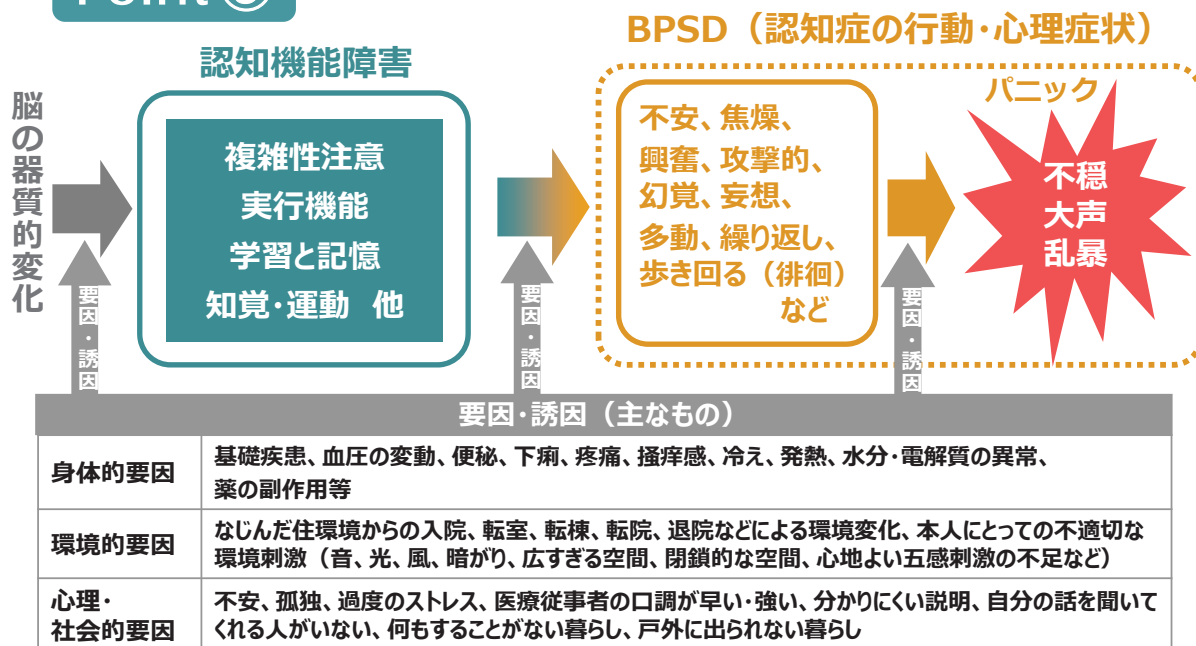 Point ③
認知機能障害
BPSD（認知症の行動・心理症状）
脳の器質的変化
複雑性注意
実行機能
学習と記憶
知覚・運動 他
不安、焦燥、
興奮、攻撃的、
幻覚、妄想、
多動、繰り返し、
歩き回る（徘徊）
など
パニック
不穏
大声
乱暴
要因・誘因
要因・誘因
要因・誘因
要因・誘因（主なもの）
身体的要因
基礎疾患、血圧の変動、便秘、下痢、疼痛、掻痒感、冷え、発熱、水分・電解質の異常、
薬の副作用等
環境的要因
なじんだ住環境からの入院、転室、転棟、転院、退院などによる環境変化、本人にとっての不適切な
環境刺激（音、光、風、暗がり、広すぎる空間、閉鎖的な空間、心地よい五感刺激の不足など）
心理・
社会的要因
不安、孤独、過度のストレス、医療従事者の口調が早い・強い、分かりにくい説明、自分の話を聞いて
くれる人がいない、何もすることがない暮らし、戸外に出られない暮らし